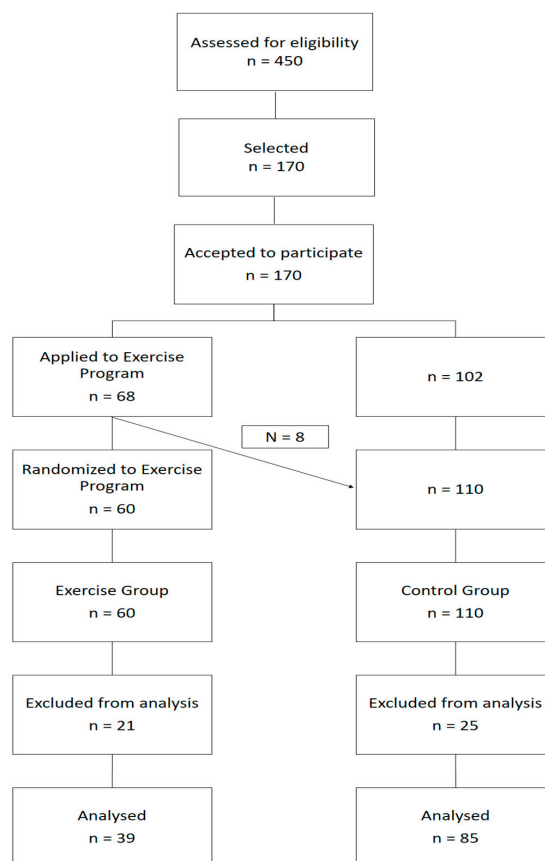 Assessed for eligibility
n = 450
Selected
n = 170
Accepted to participate
n = 170
Applied to Exercise
Program
n = 68
n = 102
N = 8
Randomized to Exercise
Program
n = 60
n = 110
Exercise Group
n = 60
Control Group
n = 110
Excluded from analysis
n = 21
Excluded from analysis
n = 25
Analysed
n = 39
Analysed
n = 85